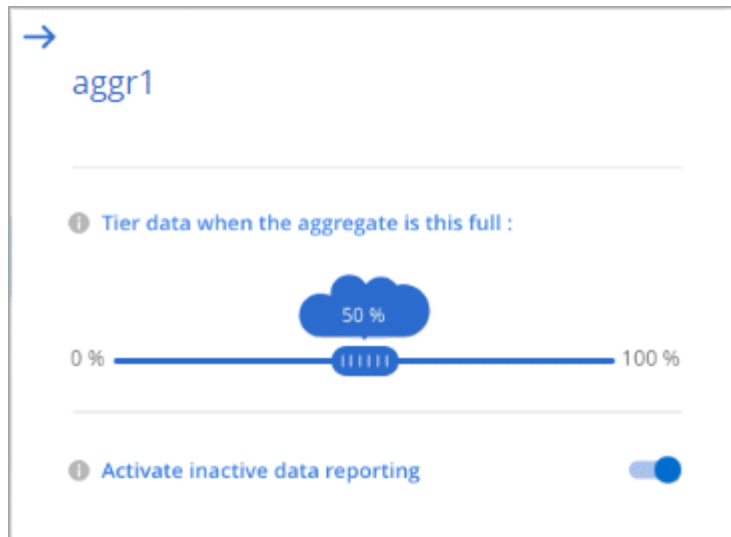 aggr1
Tier data when the aggregate is this full :
50 %
0 %
100 %
Activate inactive data reporting